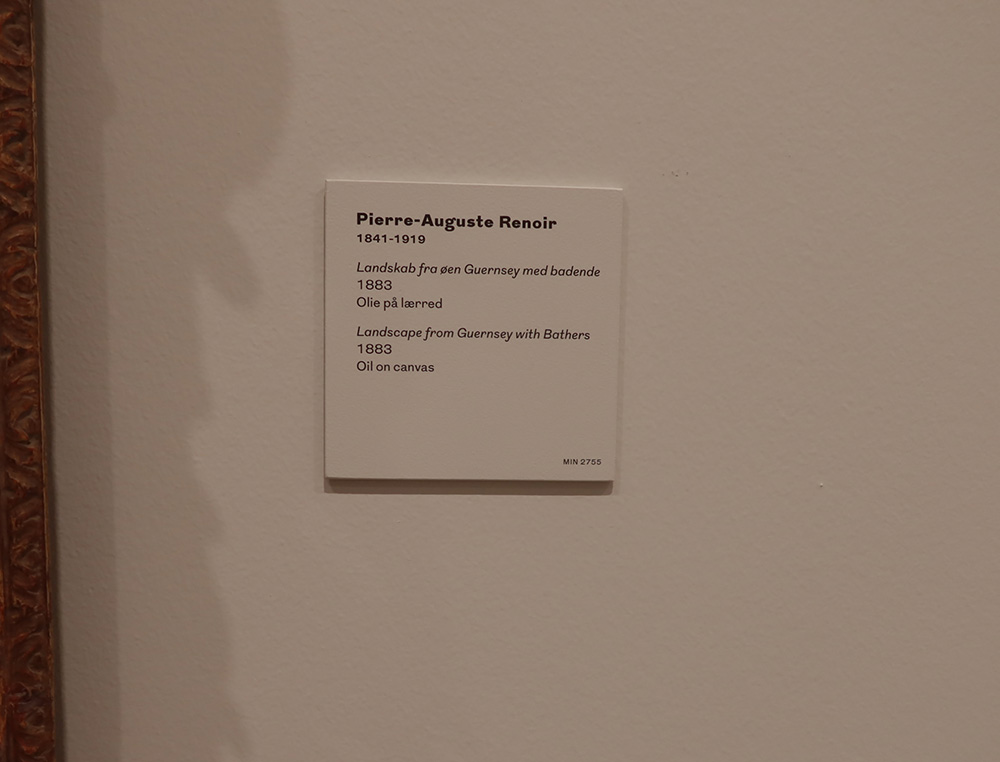 Pierre-Auguste Renoir
1841-1919
Landskab fra øen Guernsey med badende
1883
Olie på lærred
Landscape from Guernsey with Bathers
1883
Oil on canvas
MIN 2755